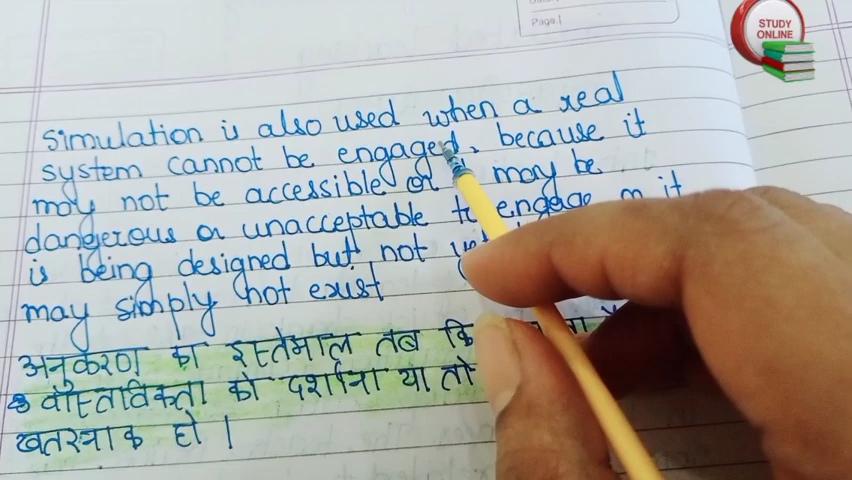 Page.|
STUDY
ONLINE
simulation is also used when a real
system cannot be engaged, because it
may not be accessible or may be
dangerous or unacceptable to engage it
is being designed but not
may simply not exist
अनुकरण का इस्तेमाल तब
वास्तविकता को दर्शाना या तो
खतरनाक हो।